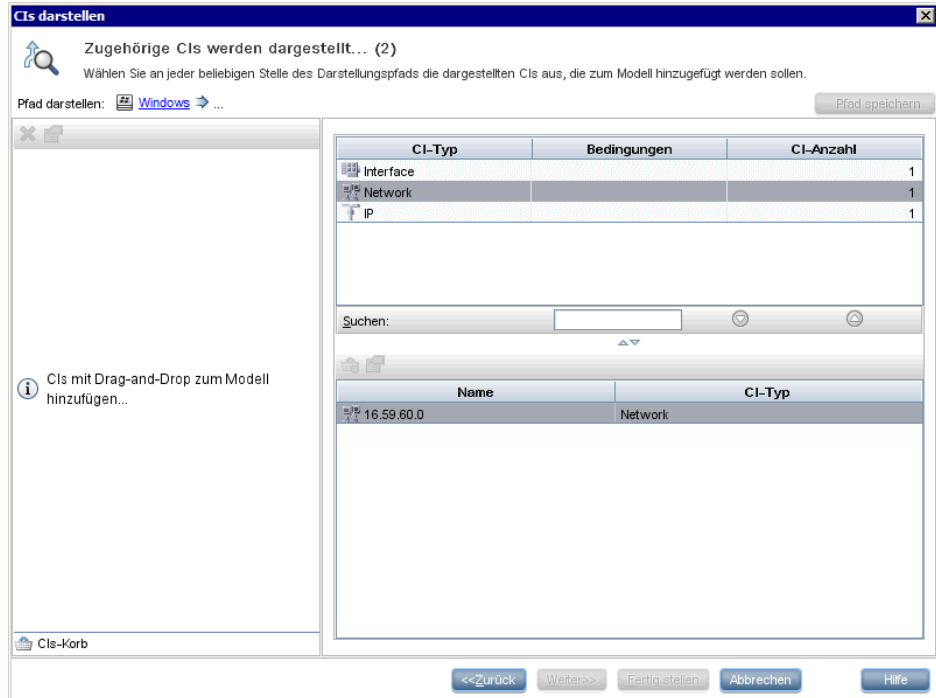 CIs darstellen
Zugehörige CIs werden dargestellt... (2)
Wählen Sie an jeder beliebigen Stelle des Darstellungspfads die dargestellten CIs aus, die zum Modell hinzugefügt werden sollen.
Pfad darstellen: Windows ...
Pfad speichern
CI-Typ Bedingungen CI-Anzahl
Interface 1
Network 1
IP 1
Suchen:
CIs mit Drag-and-Drop zum Modell
hinzufügen...
Name CI-Typ
16.59.60.0 Network
CIs-Korb
<<Zurück Weiter>> Fertig stellen Abbrechen Hilfe